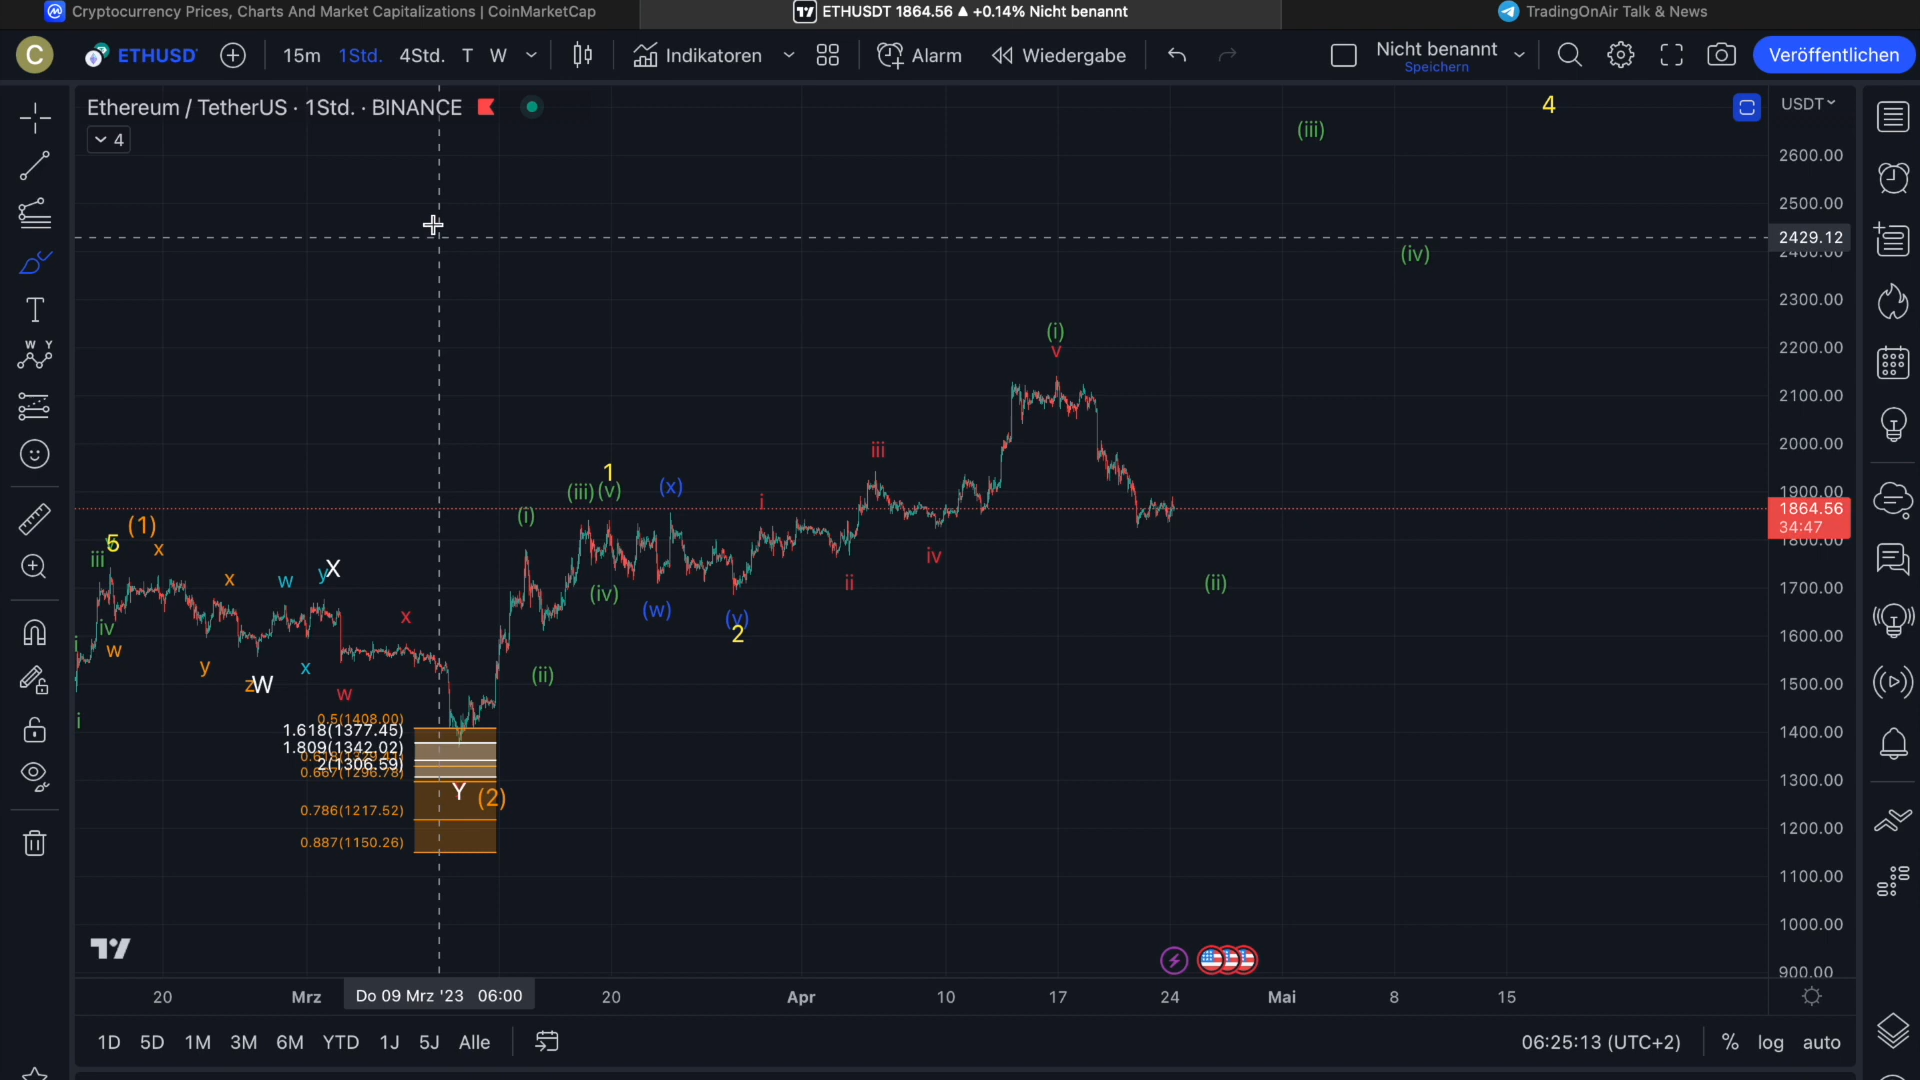 Cryptocurrency Prices, Charts And Market Capitalizations | CoinMarketCap
ETHUSDT 1864.56 ▲ +0.14% Nicht benannt
TradingOnAir Talk & News
C
ETHUSD
15m
1Std.
4Std.
T
W
Indikatoren
Alarm
Wiedergabe
Nicht benannt
Speichern
Veröffentlichen
Ethereum / TetherUS · 1Std. · BINANCE
4
USDT
4
(iii)
2600.00
2500.00
2429.12
2400.00
(iv)
2300.00
(i)
v
2200.00
2100.00
2000.00
iii
1
(iii) (v)
(x)
i
1900.00
(i)
1864.56
34:47
1800.00
(1)
5
iii
x
iv
ii
X
y
w
x
x
(ii)
1700.00
(iv)
(w)
(y)
2
x
iv
w
i
1600.00
y
x
(ii)
z
W
w
1500.00
i
0.5(1408.00)
1.618(1377.45)
1400.00
1.809(1342.02)
2(1306.59)
0.667(1296.78)
1300.00
Y
(2)
0.786(1217.52)
1200.00
0.887(1150.26)
1100.00
1000.00
900.00
20
Mrz
Do 09 Mrz '23 06:00
20
Apr
10
17
24
Mai
8
15
1D
5D
1M
3M
6M
YTD
1J
5J
Alle
06:25:13 (UTC+2)
%
log
auto